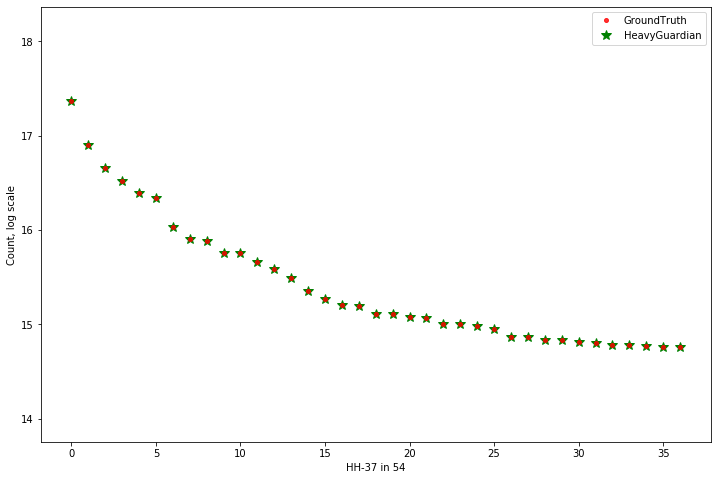 GroundTruth
HeavyGuardian
18
17
16
15
14
Count, log scale
0 5 10 15 20 25 30 35
HH-37 in 54